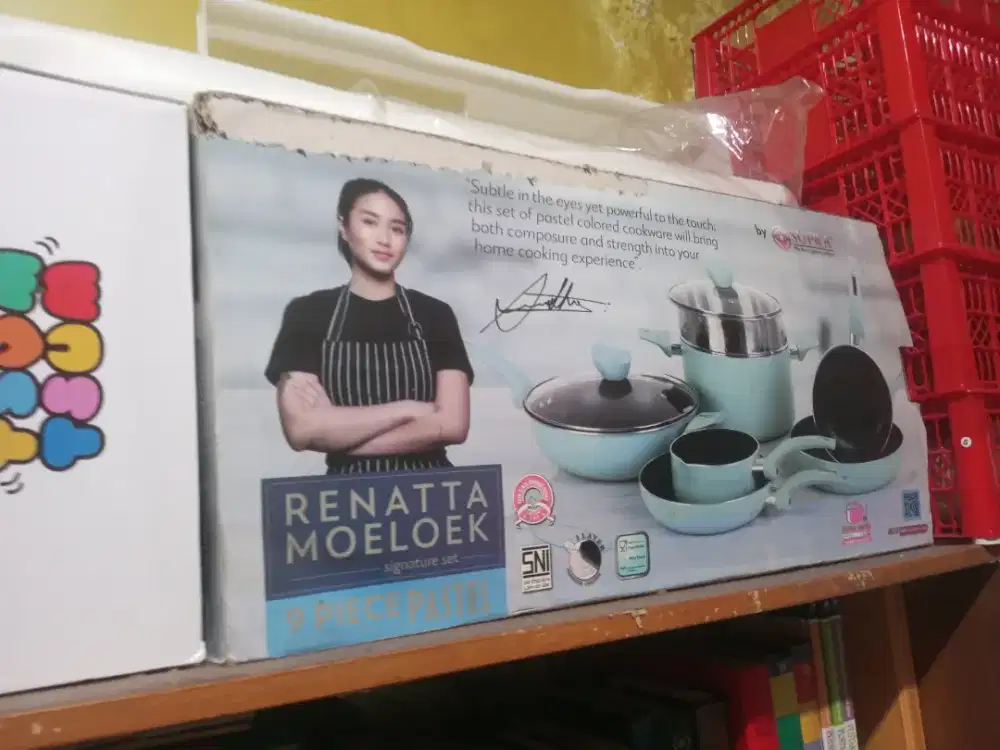 "Subtle in the eyes yet powerful to the touch,
this set of pastel colored cookware will bring
both composure and strength into your
home cooking experience".
by
RENATTA
MOELOEK
signature set
9 PIECE PASTEL
SNI